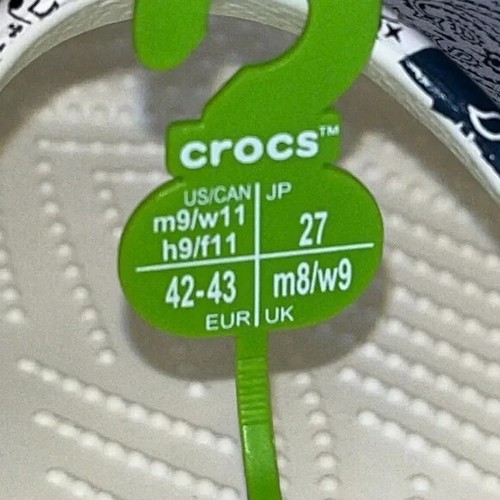 crocs™
US/CAN JP
m9/w11
h9/f11
27
42-43
m8/w9
EUR UK